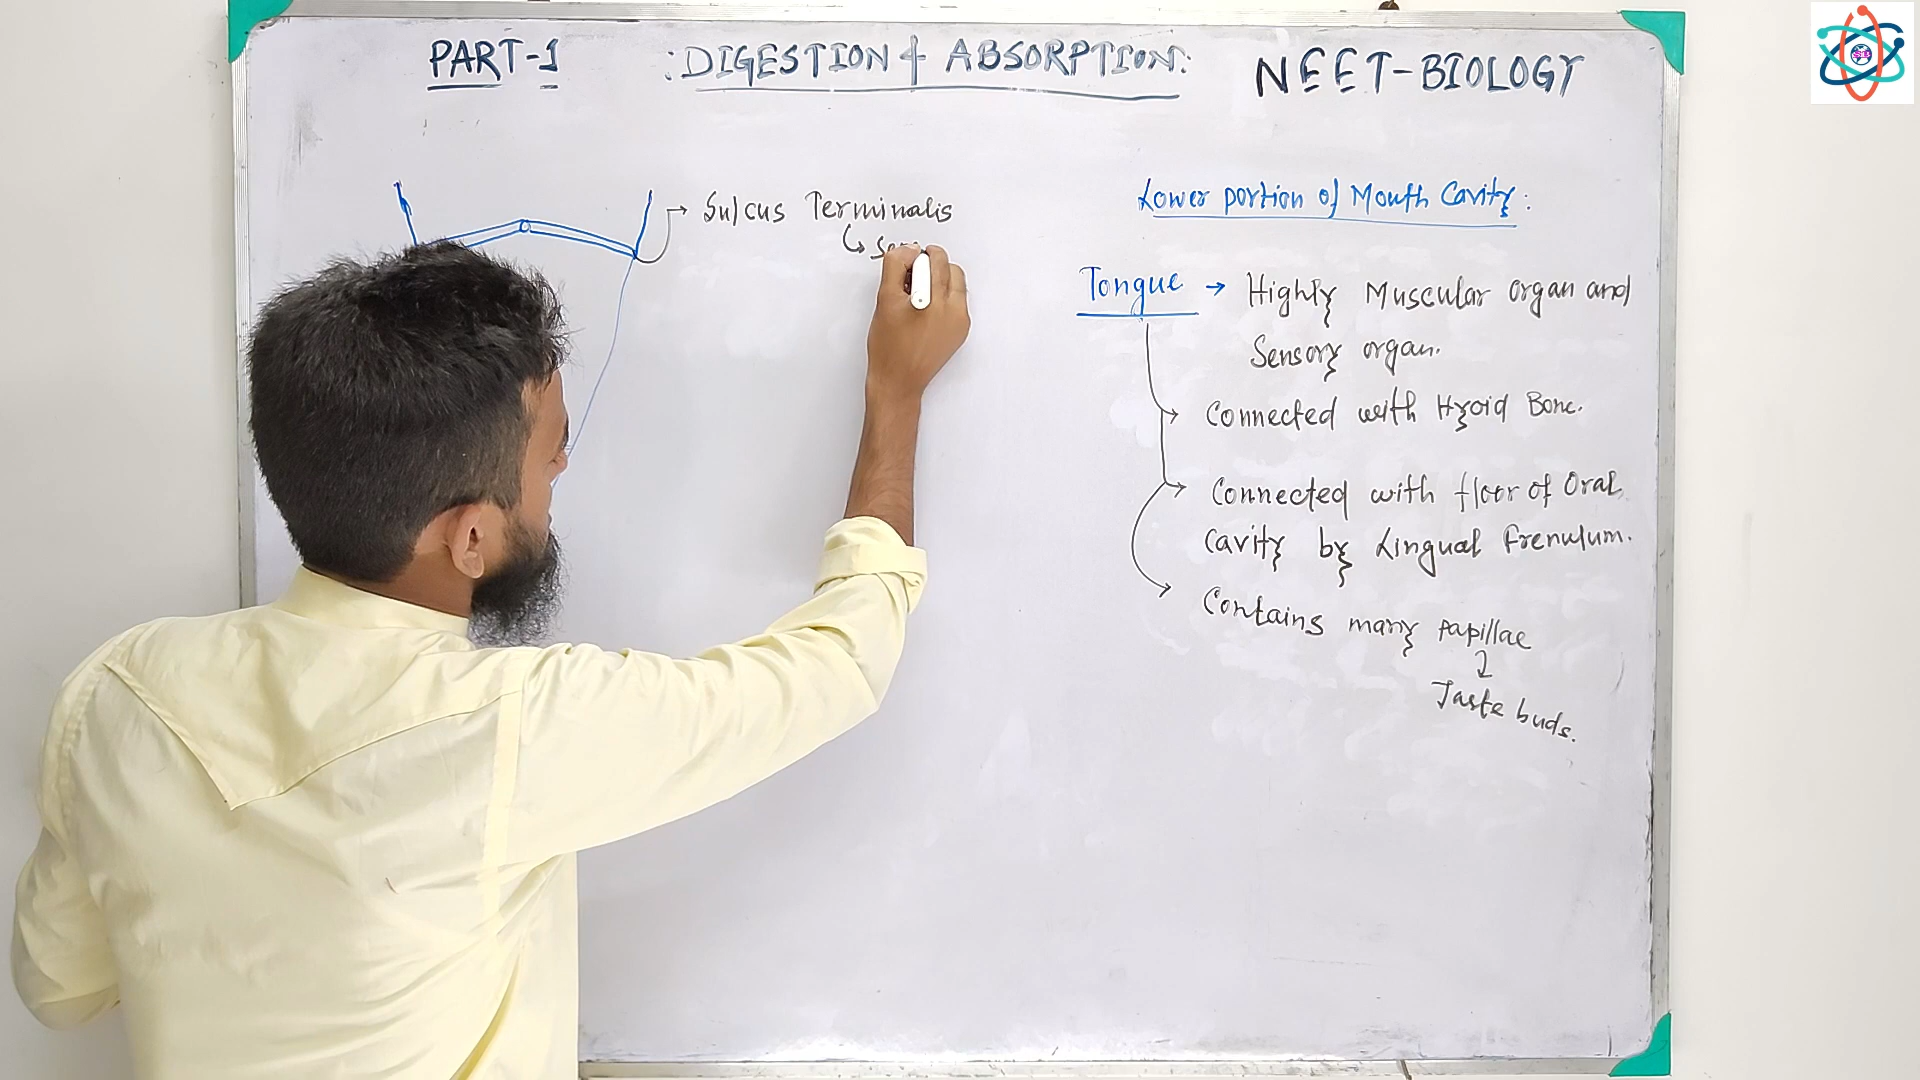 PART-1 :DIGESTION & ABSORPTION: NEET-BIOLOGY
Sulcus Terminalis
Lower portion of Mouth Cavity:
Tongue → Highly Muscular organ and
Sensory organ.
→ Connected with Hyoid Bone.
→ Connected with floor of Oral
Cavity by Lingual frenulum.
→ Contains many papillae
Taste buds.